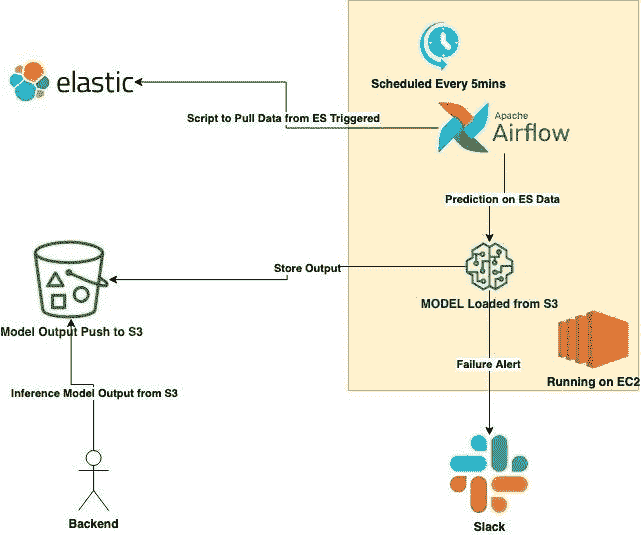 elastic
Scheduled Every 5mins
Script to Pull Data from ES Triggered
Apache
Airflow
Prediction on ES Data
Store Output
MODEL Loaded from S3
Model Output Push to S3
Failure Alert
Running on EC2
Inference Model Output from S3
Backend
Slack